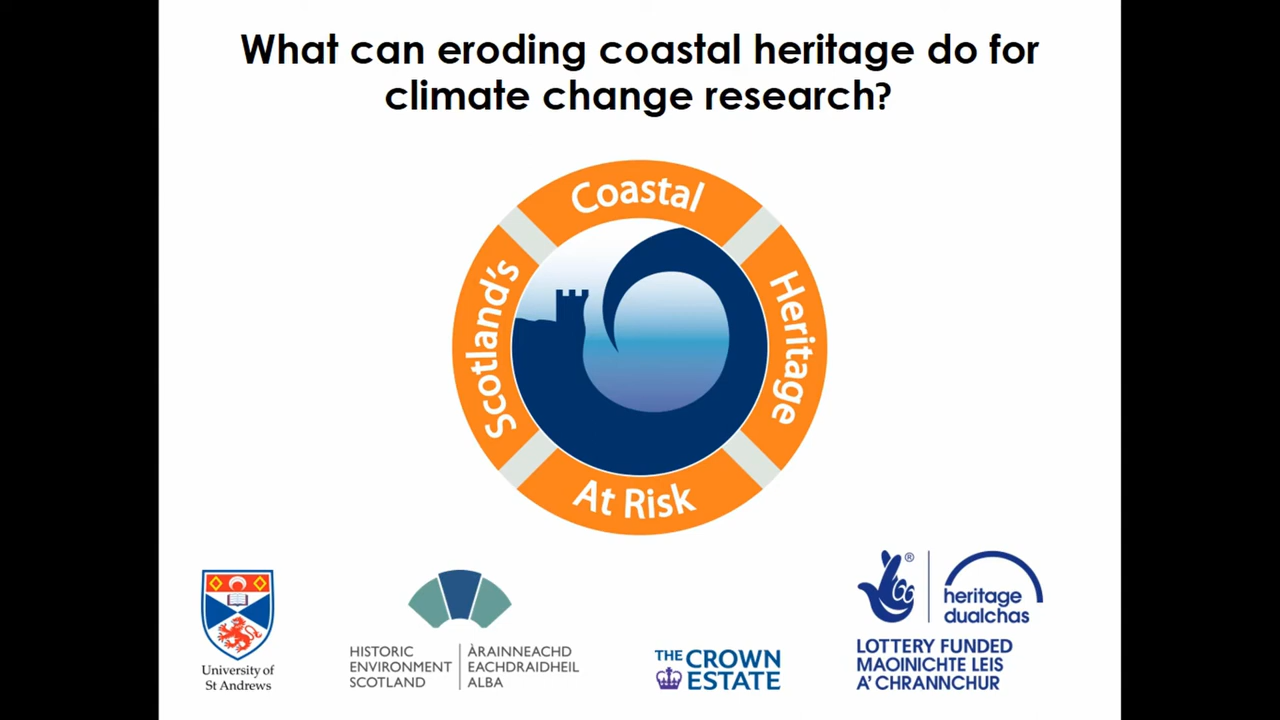 What can eroding coastal heritage do for
climate change research?
Coastal
Scotland's
Heritage
At Risk
University of
St Andrews
HISTORIC
ENVIRONMENT
SCOTLAND
ÀRAINNEACHD
EACHDRAIDHEIL
ALBA
THE CROWN
ESTATE
®
heritage
dualchas
LOTTERY FUNDED
MAOINICHTE LEIS
A' CHRANNCHUR